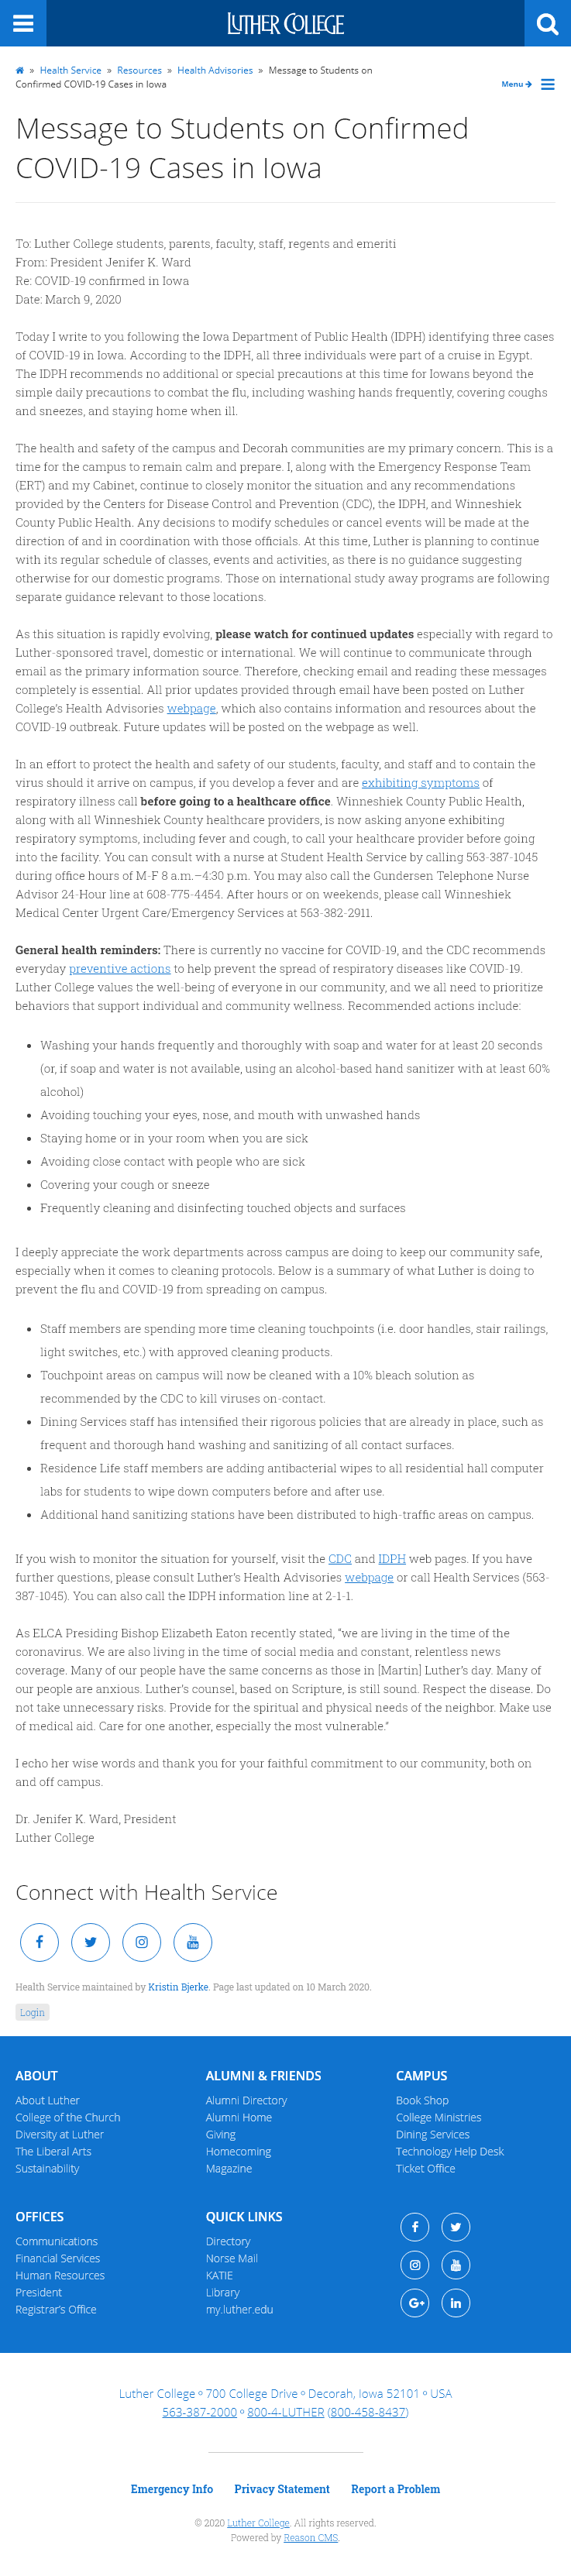 LUTHER COLLEGE
» Health Service » Resources » Health Advisories » Message to Students on
Confirmed COVID-19 Cases in Iowa
Menu
Message to Students on Confirmed
COVID-19 Cases in Iowa
To: Luther College students, parents, faculty, staff, regents and emeriti
From: President Jenifer K. Ward
Re: COVID-19 confirmed in Iowa
Date: March 9, 2020
Today I write to you following the Iowa Department of Public Health (IDPH) identifying three cases
of COVID-19 in Iowa. According to the IDPH, all three individuals were part of a cruise in Egypt.
The IDPH recommends no additional or special precautions at this time for Iowans beyond the
simple daily precautions to combat the flu, including washing hands frequently, covering coughs
and sneezes, and staying home when ill.
The health and safety of the campus and Decorah communities are my primary concern. This is a
time for the campus to remain calm and prepare. I, along with the Emergency Response Team
(ERT) and my Cabinet, continue to closely monitor the situation and any recommendations
provided by the Centers for Disease Control and Prevention (CDC), the IDPH, and Winneshiek
County Public Health. Any decisions to modify schedules or cancel events will be made at the
direction of and in coordination with those officials. At this time, Luther is planning to continue
with its regular schedule of classes, events and activities, as there is no guidance suggesting
otherwise for our domestic programs. Those on international study away programs are following
separate guidance relevant to those locations.
As this situation is rapidly evolving, please watch for continued updates especially with regard to
Luther-sponsored travel, domestic or international. We will continue to communicate through
email as the primary information source. Therefore, checking email and reading these messages
completely is essential. All prior updates provided through email have been posted on Luther
College's Health Advisories webpage, which also contains information and resources about the
COVID-19 outbreak. Future updates will be posted on the webpage as well.
In an effort to protect the health and safety of our students, faculty, and staff and to contain the
virus should it arrive on campus, if you develop a fever and are exhibiting symptoms of
respiratory illness call before going to a healthcare office. Winneshiek County Public Health,
along with all Winneshiek County healthcare providers, is now asking anyone exhibiting
respiratory symptoms, including fever and cough, to call your healthcare provider before going
into the facility. You can consult with a nurse at Student Health Service by calling 563-387-1045
during office hours of M-F 8 a.m.–4:30 p.m. You may also call the Gundersen Telephone Nurse
Advisor 24-Hour line at 608-775-4454. After hours or on weekends, please call Winneshiek
Medical Center Urgent Care/Emergency Services at 563-382-2911.
General health reminders: There is currently no vaccine for COVID-19, and the CDC recommends
everyday preventive actions to help prevent the spread of respiratory diseases like COVID-19.
Luther College values the well-being of everyone in our community, and we all need to prioritize
behaviors that support individual and community wellness. Recommended actions include:
• Washing your hands frequently and thoroughly with soap and water for at least 20 seconds
(or, if soap and water is not available, using an alcohol-based hand sanitizer with at least 60%
alcohol)
• Avoiding touching your eyes, nose, and mouth with unwashed hands
• Staying home or in your room when you are sick
• Avoiding close contact with people who are sick
• Covering your cough or sneeze
• Frequently cleaning and disinfecting touched objects and surfaces
I deeply appreciate the work departments across campus are doing to keep our community safe,
especially when it comes to cleaning protocols. Below is a summary of what Luther is doing to
prevent the flu and COVID-19 from spreading on campus.
• Staff members are spending more time cleaning touchpoints (i.e. door handles, stair railings,
light switches, etc.) with approved cleaning products.
• Touchpoint areas on campus will now be cleaned with a 10% bleach solution as
recommended by the CDC to kill viruses on-contact.
• Dining Services staff has intensified their rigorous policies that are already in place, such as
frequent and thorough hand washing and sanitizing of all contact surfaces.
• Residence Life staff members are adding antibacterial wipes to all residential hall computer
labs for students to wipe down computers before and after use.
• Additional hand sanitizing stations have been distributed to high-traffic areas on campus.
If you wish to monitor the situation for yourself, visit the CDC and IDPH web pages. If you have
further questions, please consult Luther's Health Advisories webpage or call Health Services (563-
387-1045). You can also call the IDPH information line at 2-1-1.
As ELCA Presiding Bishop Elizabeth Eaton recently stated, "we are living in the time of the
coronavirus. We are also living in the time of social media and constant, relentless news
coverage. Many of our people have the same concerns as those in [Martin] Luther's day. Many of
our people are anxious. Luther's counsel, based on Scripture, is still sound. Respect the disease. Do
not take unnecessary risks. Provide for the spiritual and physical needs of the neighbor. Make use
of medical aid. Care for one another, especially the most vulnerable."
I echo her wise words and thank you for your faithful commitment to our community, both on
and off campus.
Dr. Jenifer K. Ward, President
Luther College
Connect with Health Service
Health Service maintained by Kristin Bjerke. Page last updated on 10 March 2020.
Login
ABOUT
About Luther
College of the Church
Diversity at Luther
The Liberal Arts
Sustainability
ALUMNI & FRIENDS
Alumni Directory
Alumni Home
Giving
Homecoming
Magazine
CAMPUS
Book Shop
College Ministries
Dining Services
Technology Help Desk
Ticket Office
OFFICES
Communications
Financial Services
Human Resources
President
Registrar's Office
QUICK LINKS
Directory
Norse Mail
KATIE
Library
my.luther.edu
Luther College º 700 College Drive º Decorah, Iowa 52101 º USA
563-387-2000 º 800-4-LUTHER (800-458-8437)
Emergency Info Privacy Statement Report a Problem
© 2020 Luther College. All rights reserved.
Powered by Reason CMS.